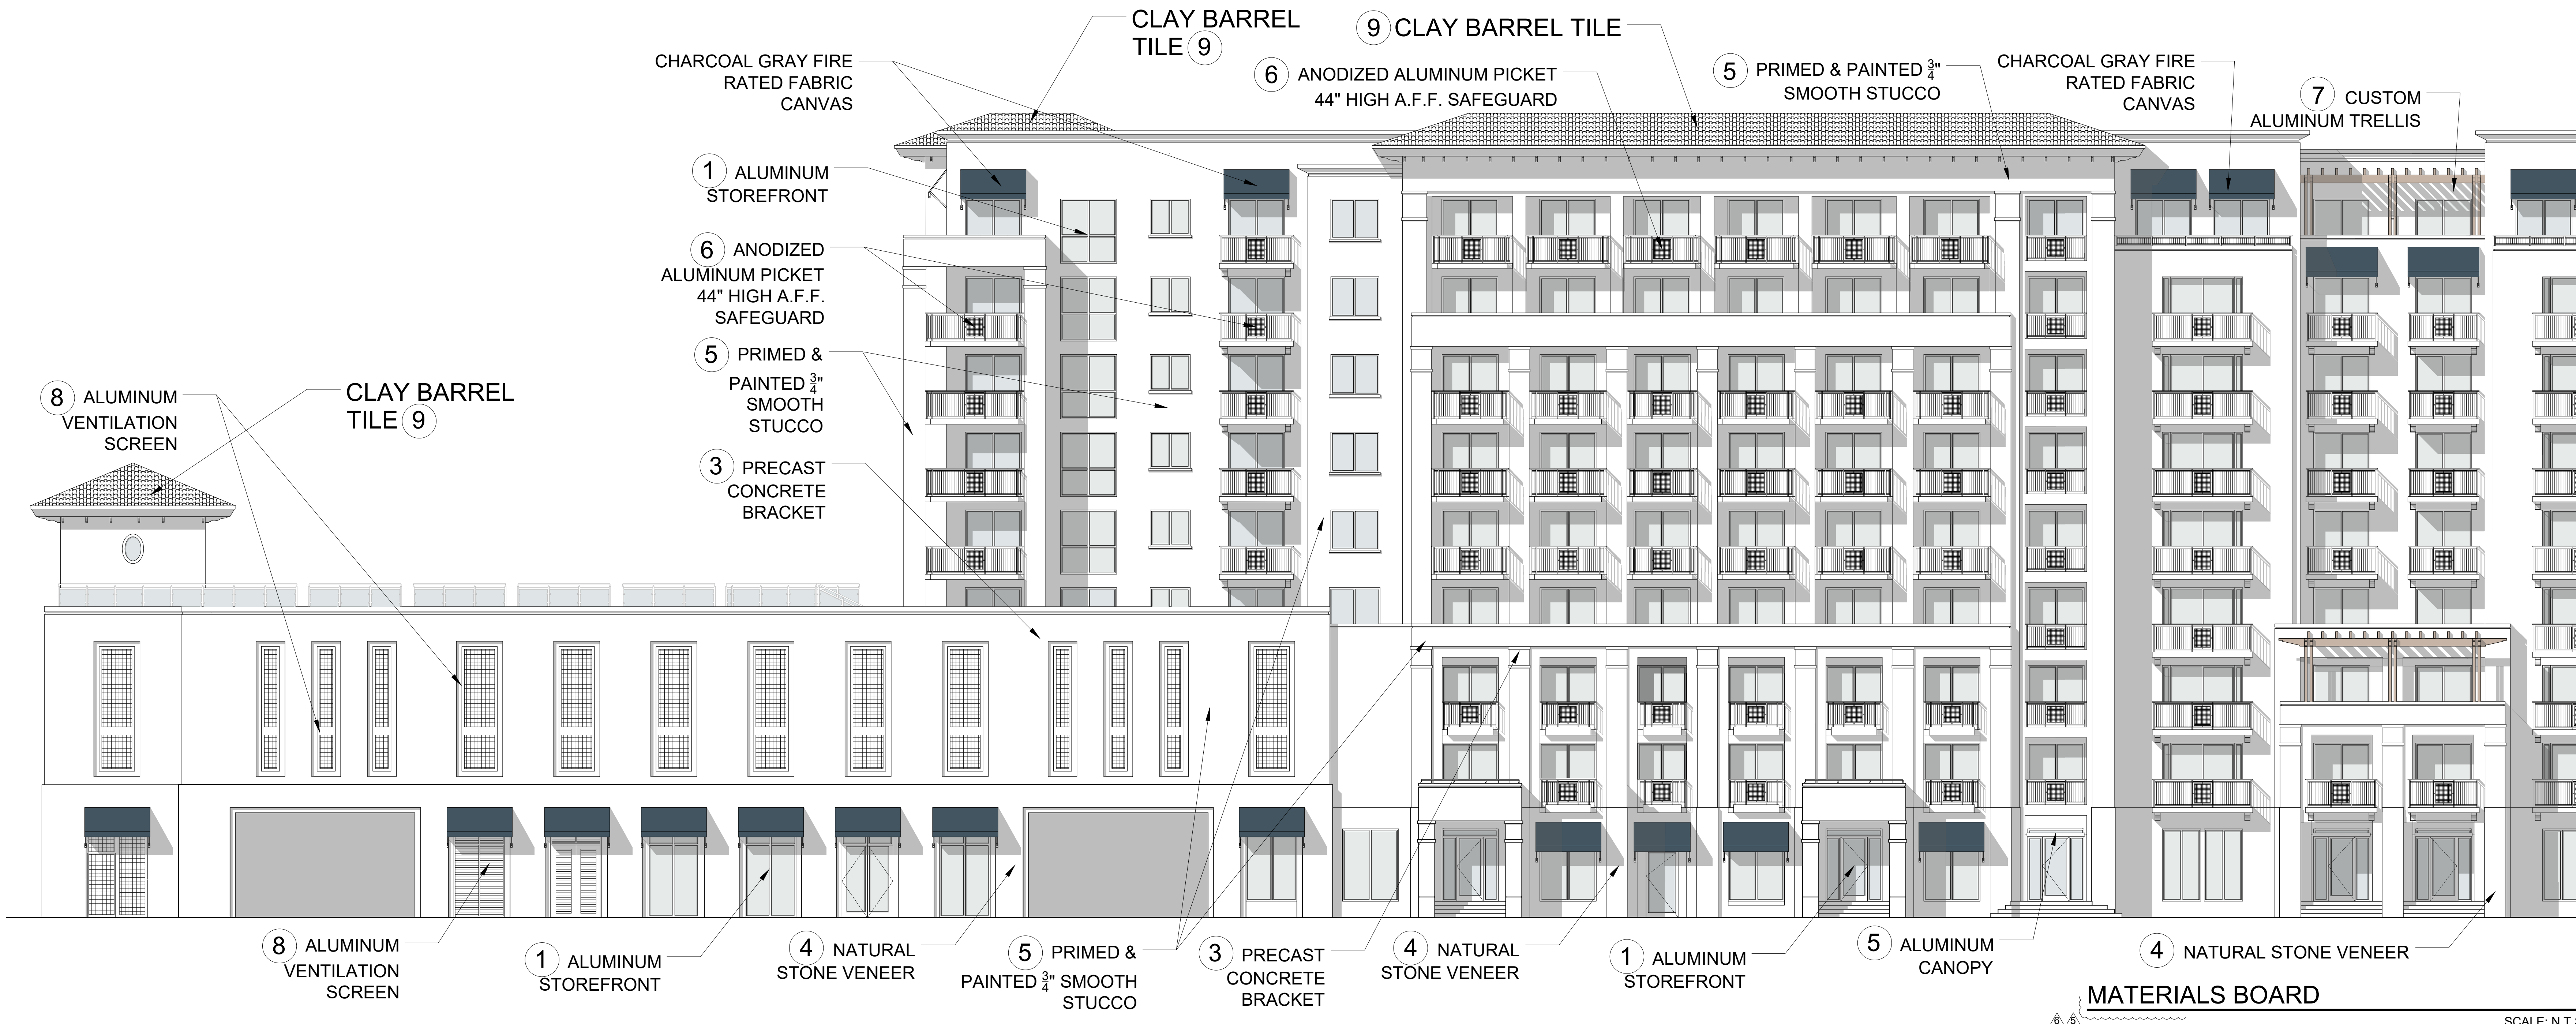 CLAY BARREL
TILE 9
9 CLAY BARREL TILE
CHARCOAL GRAY FIRE
RATED FABRIC
CANVAS
6 ANODIZED ALUMINUM PICKET
44" HIGH A.F.F. SAFEGUARD
5 PRIMED & PAINTED 3/4"
SMOOTH STUCCO
CHARCOAL GRAY FIRE
RATED FABRIC
CANVAS
7 CUSTOM
ALUMINUM TRELLIS
1 ALUMINUM
STOREFRONT
6 ANODIZED
ALUMINUM PICKET
44" HIGH A.F.F.
SAFEGUARD
5 PRIMED &
PAINTED 3/4"
SMOOTH
STUCCO
3 PRECAST
CONCRETE
BRACKET
8 ALUMINUM
VENTILATION
SCREEN
CLAY BARREL
TILE 9
8 ALUMINUM
VENTILATION
SCREEN
1 ALUMINUM
STOREFRONT
4 NATURAL
STONE VENEER
5 PRIMED &
PAINTED 3/4" SMOOTH
STUCCO
3 PRECAST
CONCRETE
BRACKET
4 NATURAL
STONE VENEER
1 ALUMINUM
STOREFRONT
5 ALUMINUM
CANOPY
4 NATURAL STONE VENEER
MATERIALS BOARD
6 5
SCALE: N.T.